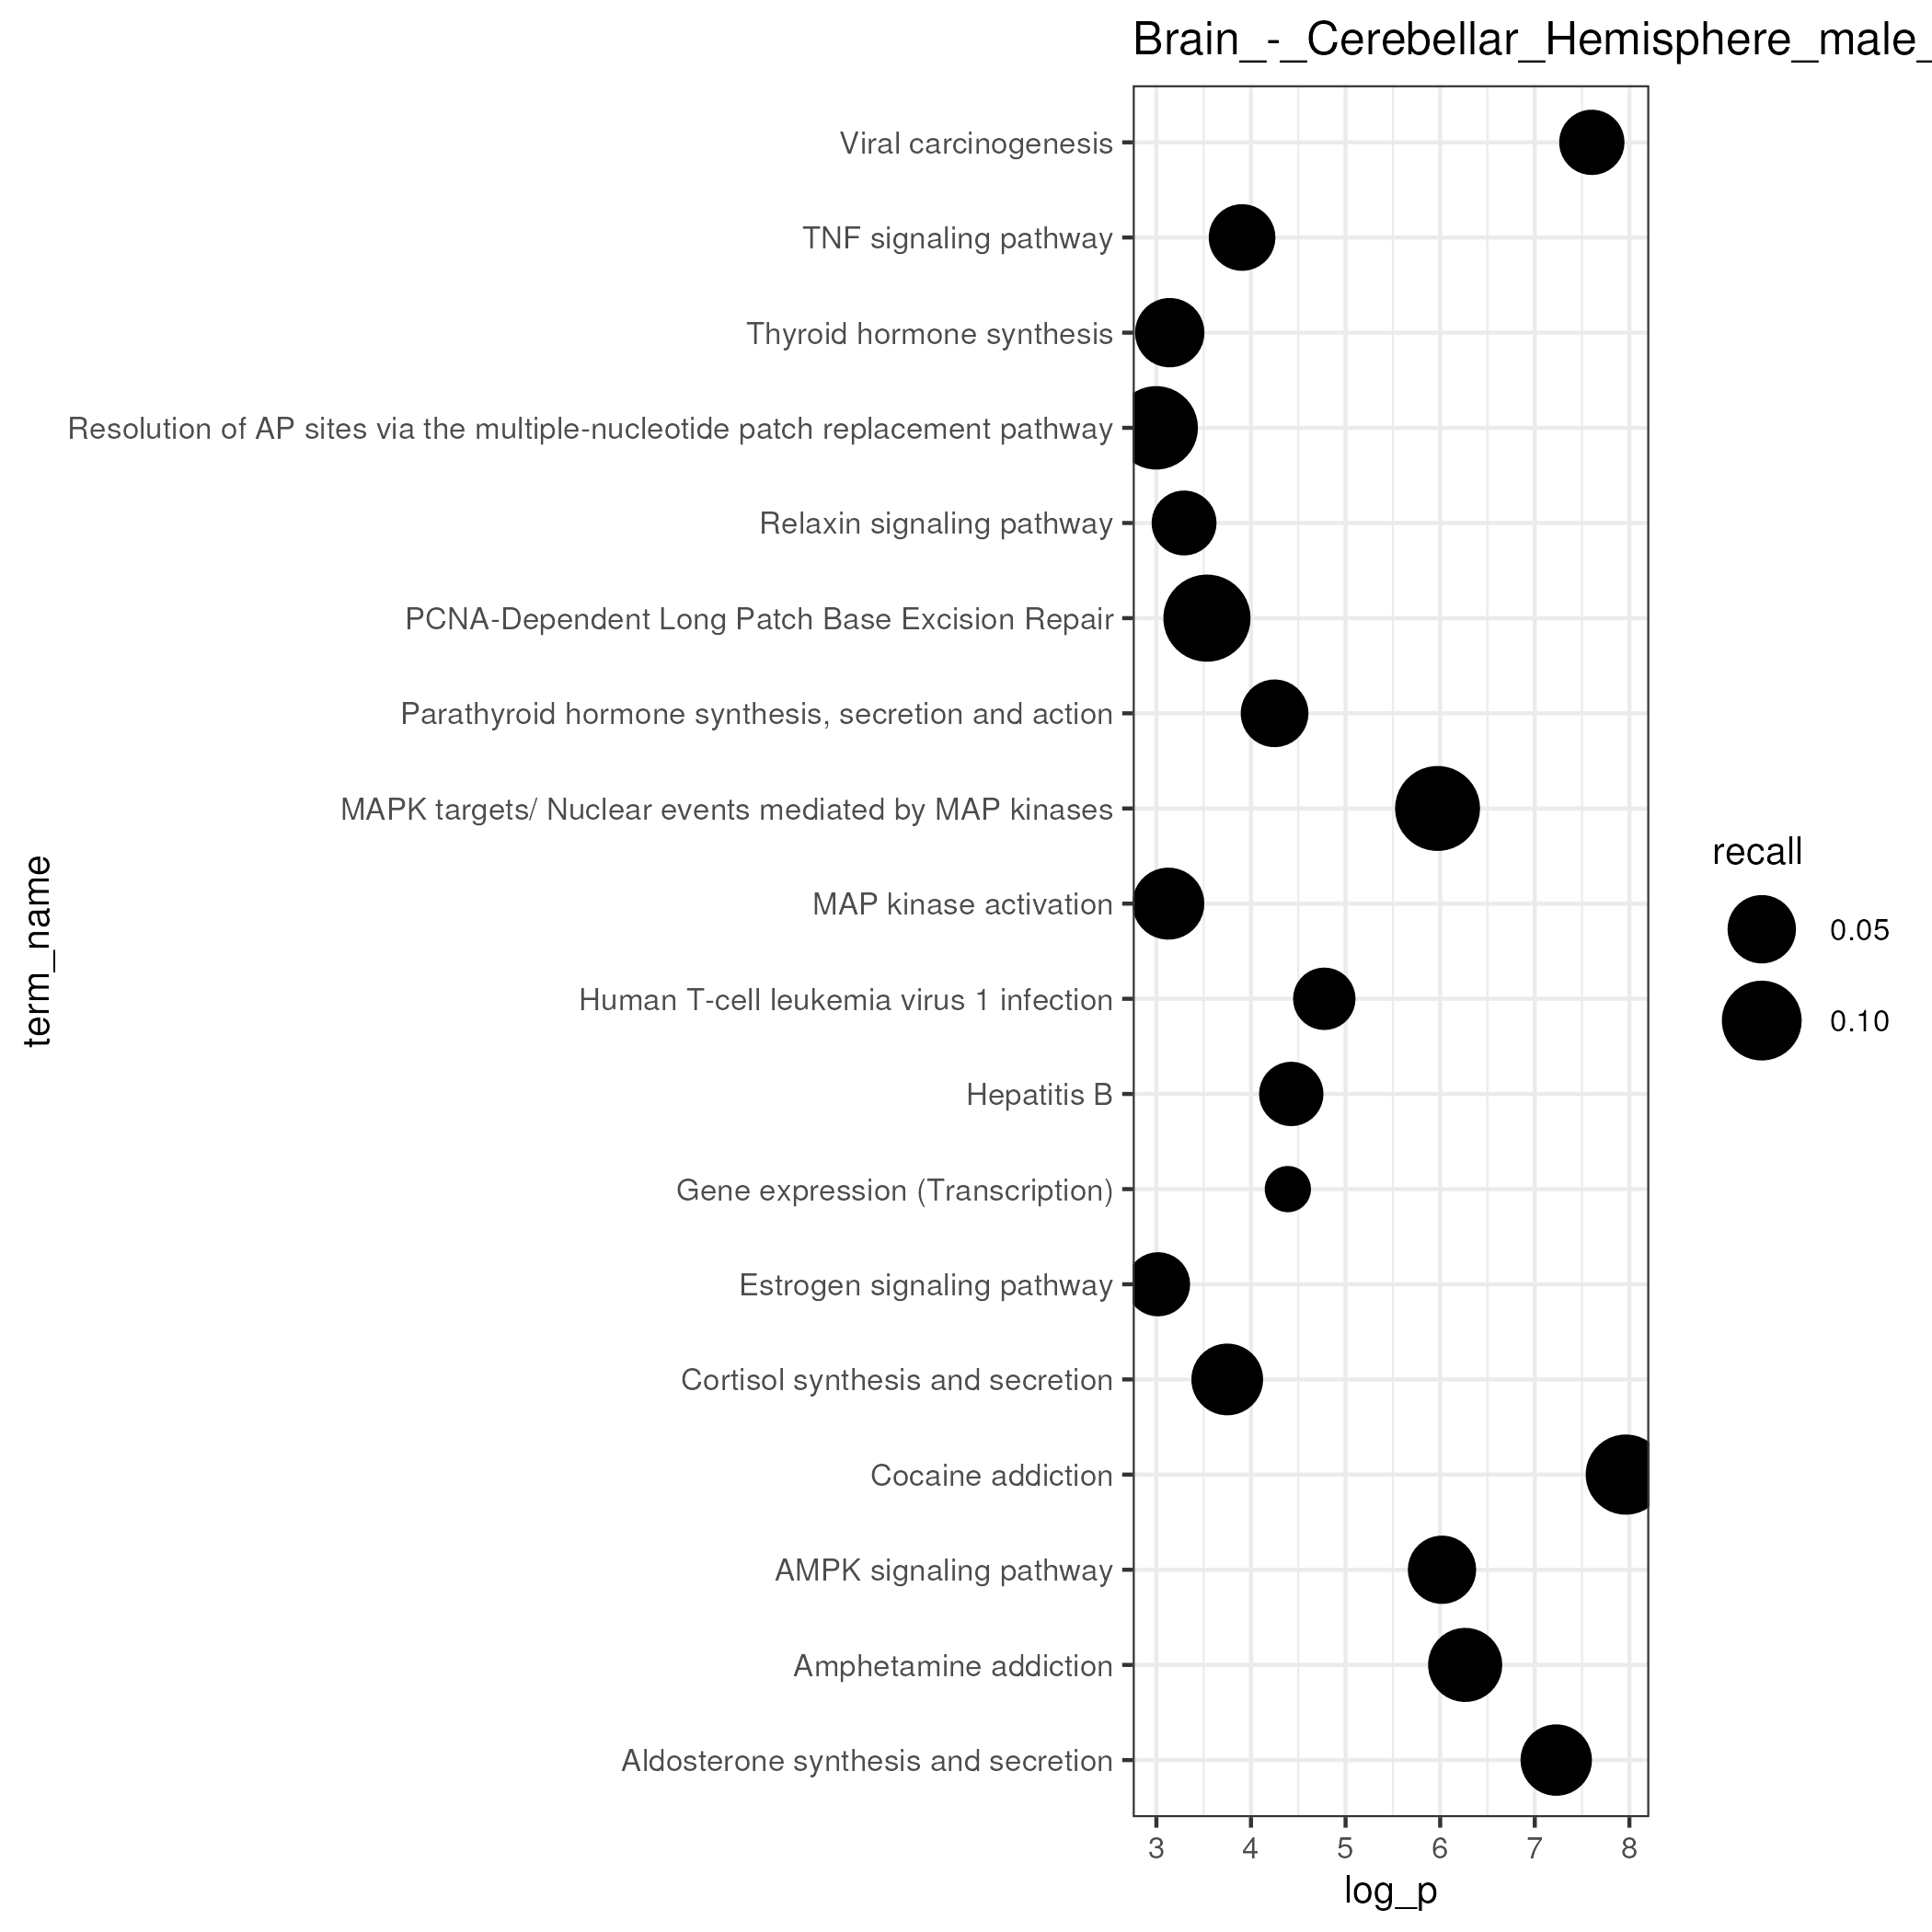 Brain_-_Cerebellar_Hemisphere_male_
Viral carcinogenesis
TNF signaling pathway
Thyroid hormone synthesis
Resolution of AP sites via the multiple-nucleotide patch replacement pathway
Relaxin signaling pathway
PCNA-Dependent Long Patch Base Excision Repair
Parathyroid hormone synthesis, secretion and action
MAPK targets/ Nuclear events mediated by MAP kinases
MAP kinase activation
Human T-cell leukemia virus 1 infection
Hepatitis B
Gene expression (Transcription)
Estrogen signaling pathway
Cortisol synthesis and secretion
Cocaine addiction
AMPK signaling pathway
Amphetamine addiction
Aldosterone synthesis and secretion
term_name
3 4 5 6 7 8
log_p
recall
0.05
0.10